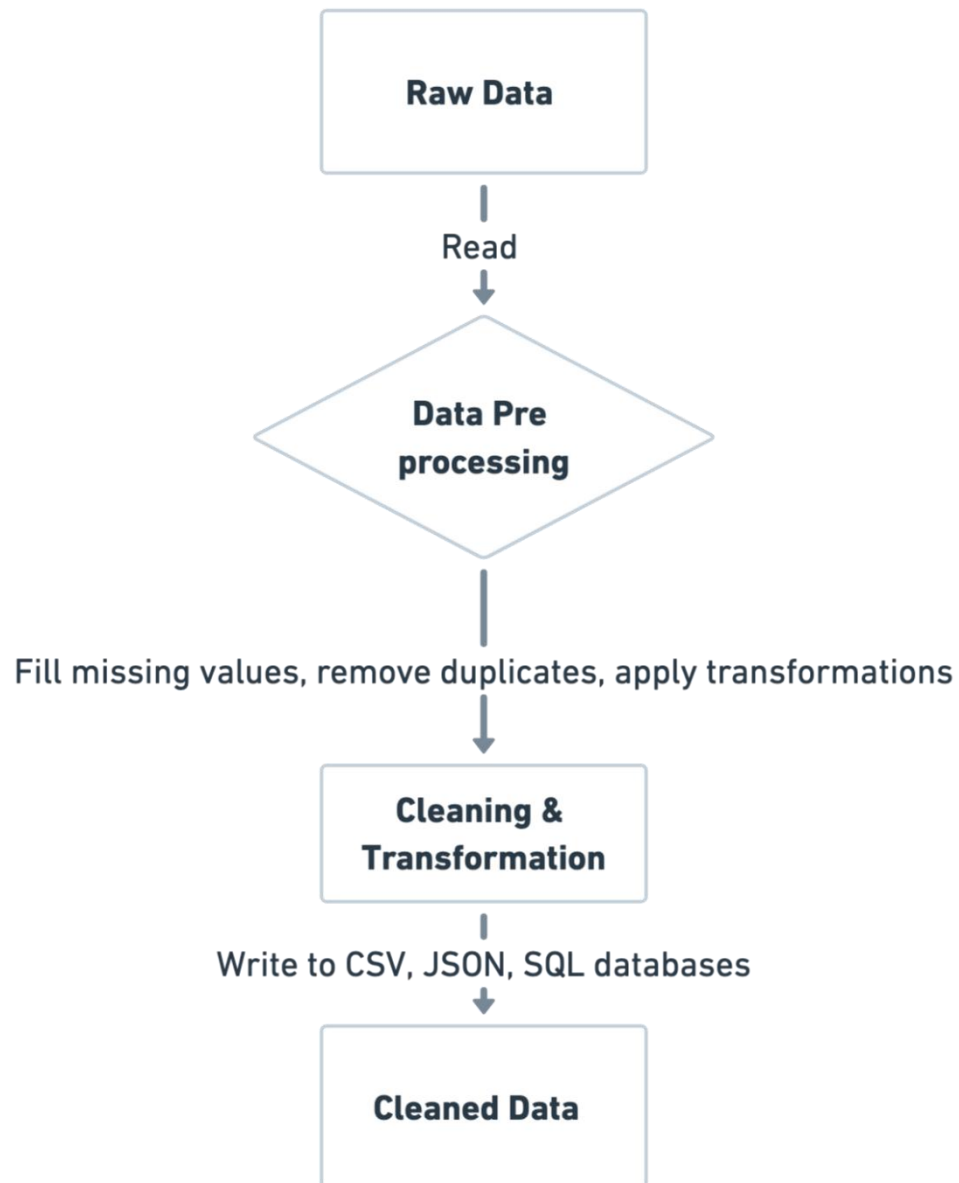 Raw Data
Read
Data Pre
processing
Fill missing values, remove duplicates, apply transformations
Cleaning &
Transformation
Write to CSV, JSON, SQL databases
Cleaned Data